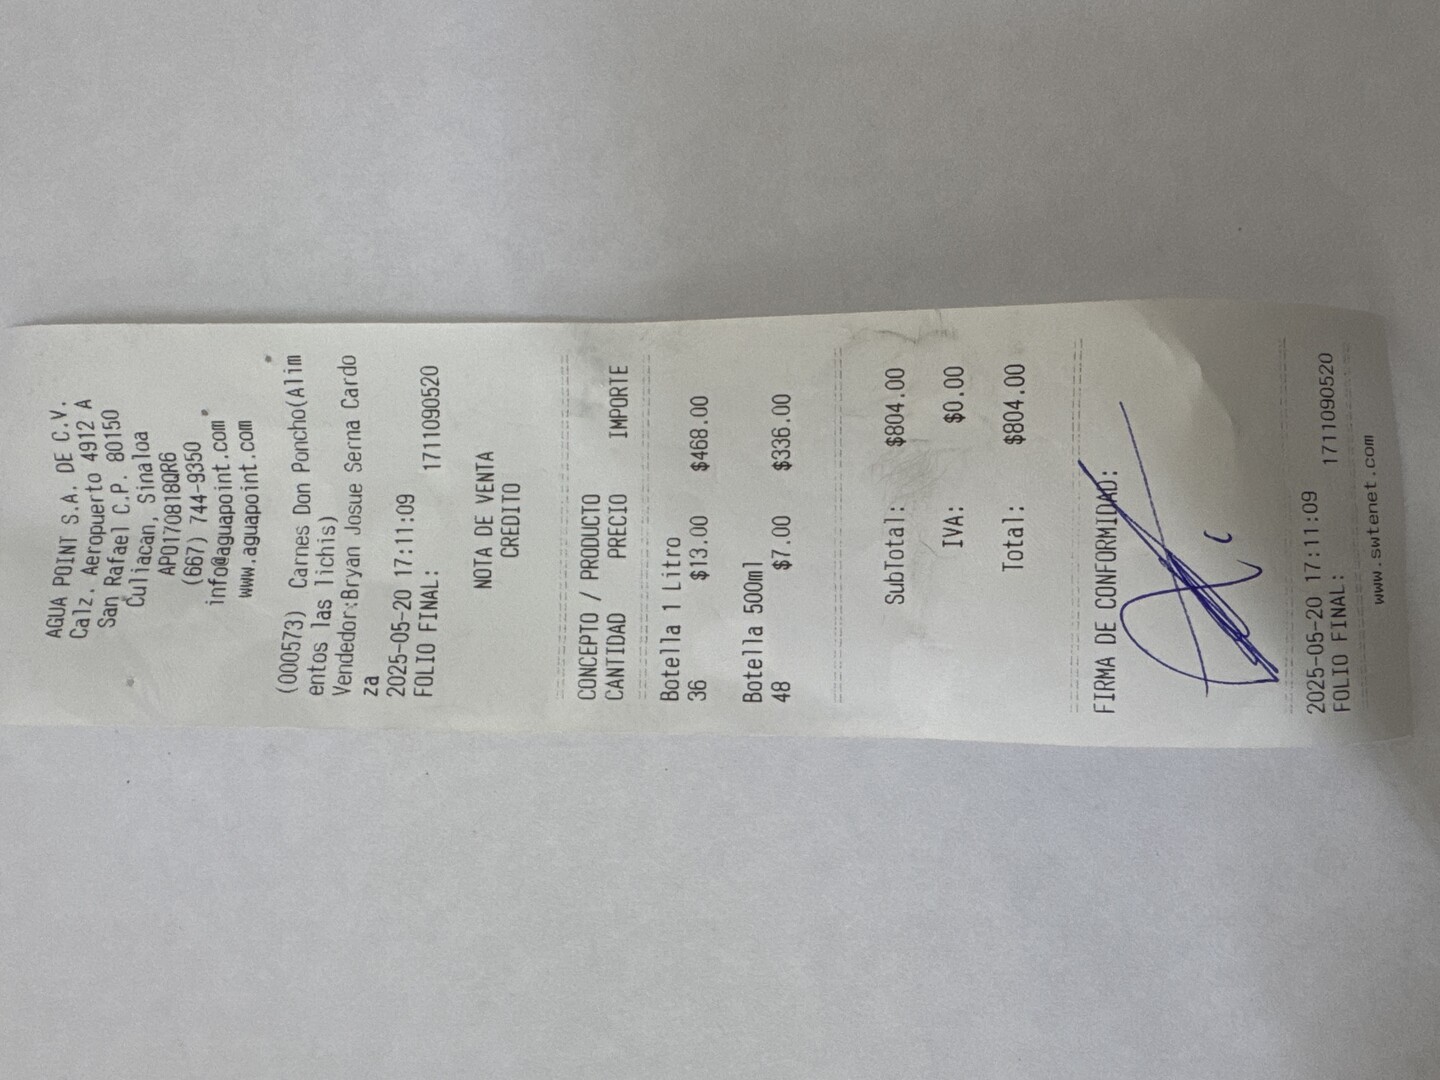 AGUA POINT S.A. DE C.V.
Calz. Aeropuerto 4912 A
San Rafael C.P. 80150
Culiacan, Sinaloa
APO170818QR6
(667) 744-9350
info@aguapoint.com
www.aguapoint.com
(000573) Carnes Don Poncho(Alim
entos las lichis)
Vendedor:Bryan Josue Serna Cardo
za
2025-05-20 17:11:09
FOLIO FINAL: 1711090520
NOTA DE VENTA
CREDITO
CONCEPTO / PRODUCTO
CANTIDAD PRECIO IMPORTE
Botella 1 Litro
36 $13.00 $468.00
Botella 500ml
48 $7.00 $336.00
SubTotal: $804.00
IVA: $0.00
Total: $804.00
FIRMA DE CONFORMIDAD:
2025-05-20 17:11:09
FOLIO FINAL: 1711090520
www.swtenet.com